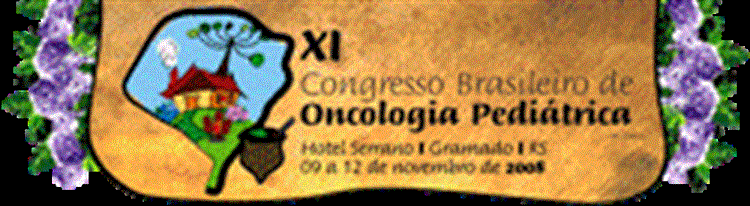 XI
Congresso Brasileiro de
Oncologia Pediátrica
Hotel Serrano I Gramado I RS
09 a 12 de novembro de 2008